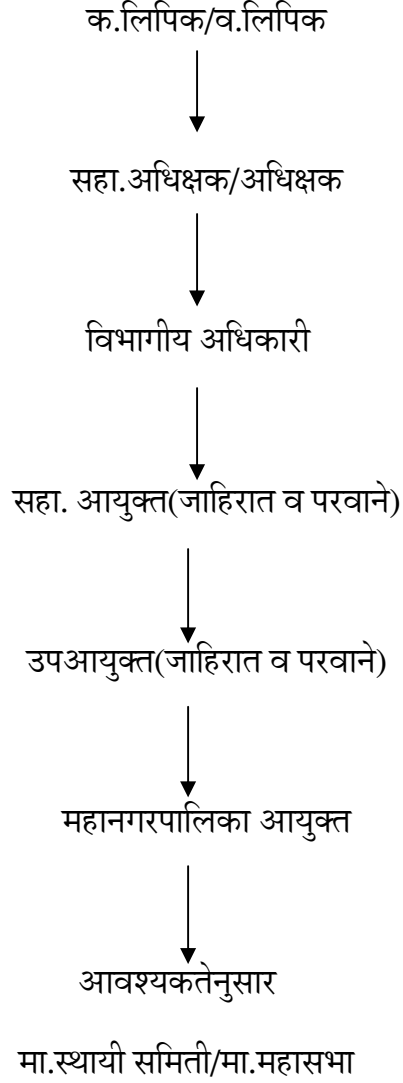 क.लिपिक/व.लिपिक
सहा.अधिक्षक/अधिक्षक
विभागीय अधिकारी
सहा. आयुक्त(जाहिरात व परवाने)
उपआयुक्त(जाहिरात व परवाने)
महानगरपालिका आयुक्त
आवश्यकतेनुसार
मा.स्थायी समिती/मा.महासभा